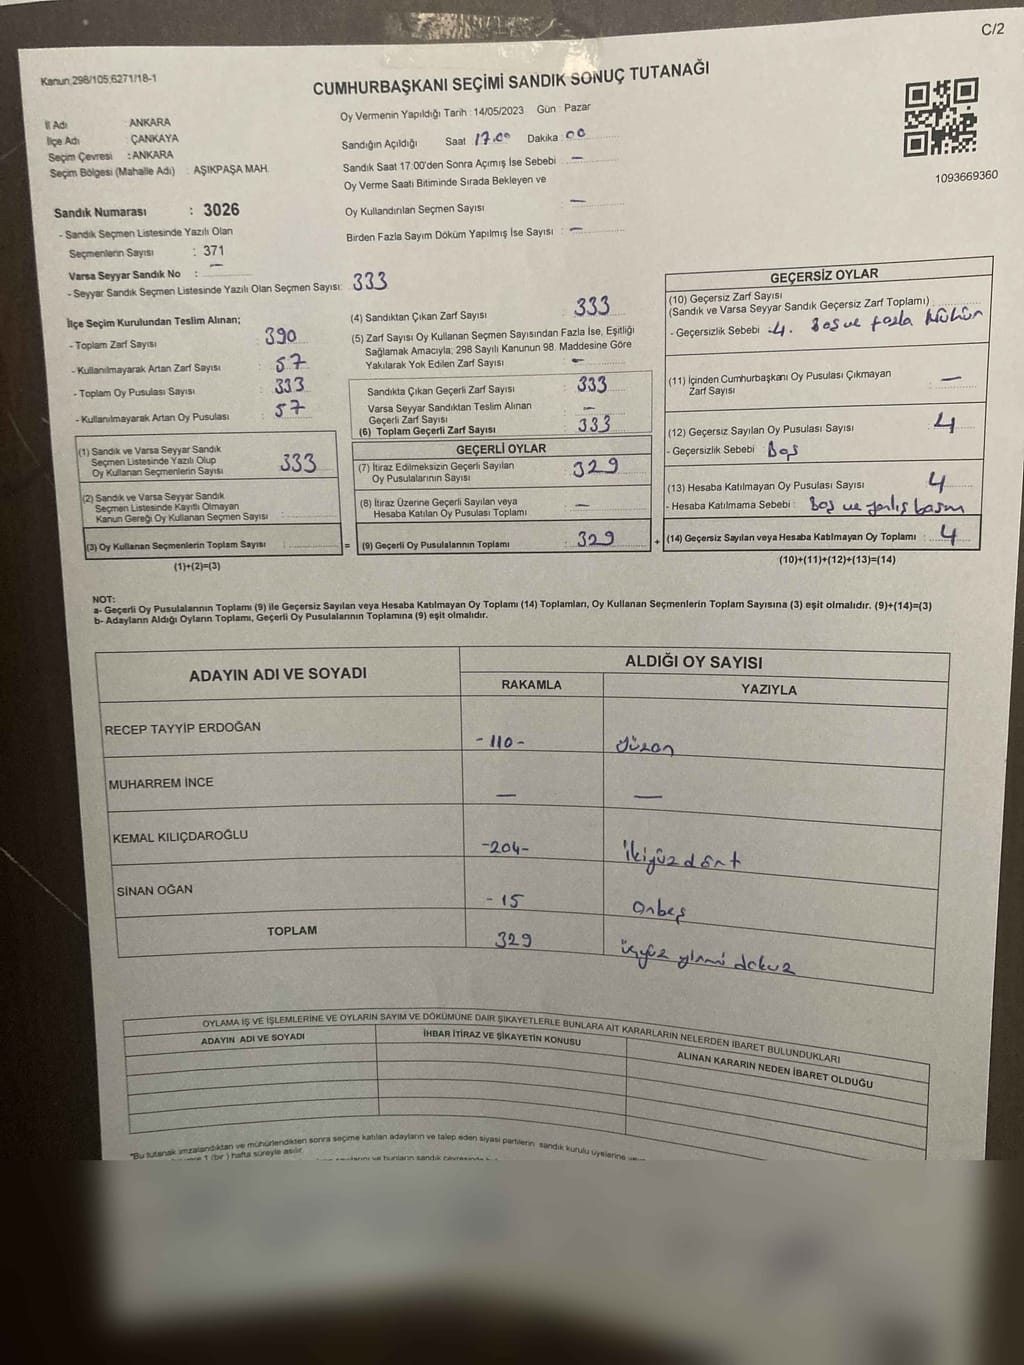 C/2
Kanun 298/105;6271/18-1
CUMHURBAŞKANI SEÇİMİ SANDIK SONUÇ TUTANAĞI
İl Adı : ANKARA
İlçe Adı : ÇANKAYA
Seçim Çevresi : ANKARA
Seçim Bölgesi (Mahalle Adı) : AŞIKPAŞA MAH.
Oy Vermenin Yapıldığı Tarih : 14/05/2023 Gün : Pazar
Sandığın Açıldığı Saat 17.00 Dakika 00
Sandık Saat 17:00'den Sonra Açımış İse Sebebi –
Oy Verme Saati Bitiminde Sırada Bekleyen ve
Oy Kullandırılan Seçmen Sayısı : –
Birden Fazla Sayım Döküm Yapılmış İse Sayısı : –
1093669360
Sandık Numarası : 3026
- Sandık Seçmen Listesinde Yazılı Olan
Seçmenlerin Sayısı : 371
Varsa Seyyar Sandık No : –
- Seyyar Sandık Seçmen Listesinde Yazılı Olan Seçmen Sayısı: 333
İlçe Seçim Kurulundan Teslim Alınan;
- Toplam Zarf Sayısı : 390
- Kullanılmayarak Artan Zarf Sayısı : 57
- Toplam Oy Pusulası Sayısı : 333
- Kullanılmayarak Artan Oy Pusulası : 57
(1) Sandık ve Varsa Seyyar Sandık
Seçmen Listesinde Yazılı Olup
Oy Kullanan Seçmenlerin Sayısı : 333
(2) Sandık ve Varsa Seyyar Sandık
Seçmen Listesinde Kayıtlı Olmayan
Kanun Gereği Oy Kullanan Seçmen Sayısı :
(3) Oy Kullanan Seçmenlerin Toplam Sayısı : =
(1)+(2)=(3)
(4) Sandıktan Çıkan Zarf Sayısı : 333
(5) Zarf Sayısı Oy Kullanan Seçmen Sayısından Fazla İse, Eşitliği
Sağlamak Amacıyla; 298 Sayılı Kanunun 98. Maddesine Göre
Yakılarak Yok Edilen Zarf Sayısı : –
Sandıkta Çıkan Geçerli Zarf Sayısı : 333
Varsa Seyyar Sandıktan Teslim Alınan
Geçerli Zarf Sayısı : –
(6) Toplam Geçerli Zarf Sayısı : 333
GEÇERLİ OYLAR
(7) İtiraz Edilmeksizin Geçerli Sayılan
Oy Pusulalarının Sayısı : 329
(8) İtiraz Üzerine Geçerli Sayılan veya
Hesaba Katılan Oy Pusulası Toplamı : –
(9) Geçerli Oy Pusulalarının Toplamı : 329 +
GEÇERSİZ OYLAR
(10) Geçersiz Zarf Sayısı
(Sandık ve Varsa Seyyar Sandık Geçersiz Zarf Toplamı) :
- Geçersizlik Sebebi : 4. Boş ve fazla Mühür
(11) İçinden Cumhurbaşkanı Oy Pusulası Çıkmayan
Zarf Sayısı : –
(12) Geçersiz Sayılan Oy Pusulası Sayısı : 4
- Geçersizlik Sebebi : Boş
(13) Hesaba Katılmayan Oy Pusulası Sayısı : 4
- Hesaba Katılmama Sebebi : Boş ve yanlış basım
(14) Geçersiz Sayılan veya Hesaba Katılmayan Oy Toplamı : 4
(10)+(11)+(12)+(13)=(14)
NOT:
a- Geçerli Oy Pusulalarının Toplamı (9) ile Geçersiz Sayılan veya Hesaba Katılmayan Oy Toplamı (14) Toplamları, Oy Kullanan Seçmenlerin Toplam Sayısına (3) eşit olmalıdır. (9)+(14)=(3)
b- Adayların Aldığı Oyların Toplamı, Geçerli Oy Pusulalarının Toplamına (9) eşit olmalıdır.
ADAYIN ADI VE SOYADI ALDIĞI OY SAYISI
RAKAMLA YAZIYLA
RECEP TAYYİP ERDOĞAN -110- yüzon
MUHARREM İNCE – –
KEMAL KILIÇDAROĞLU -204- ikiyüzdört
SİNAN OĞAN - 15 onbeş
TOPLAM 329 üçyüz yirmi dokuz
OYLAMA İŞ VE İŞLEMLERİNE VE OYLARIN SAYIM VE DÖKÜMÜNE DAİR ŞİKAYETLERLE BUNLARA AİT KARARLARIN NELERDEN İBARET BULUNDUKLARI
ADAYIN ADI VE SOYADI İHBAR İTİRAZ VE ŞİKAYETİN KONUSU ALINAN KARARIN NEDEN İBARET OLDUĞU
*Bu tutanak imzalandıktan ve mühürlendikten sonra seçime katılan adayların ve talep eden siyasi partilerin sandık kurulu üyelerine
1 (bir) hafta süreyle asılır.